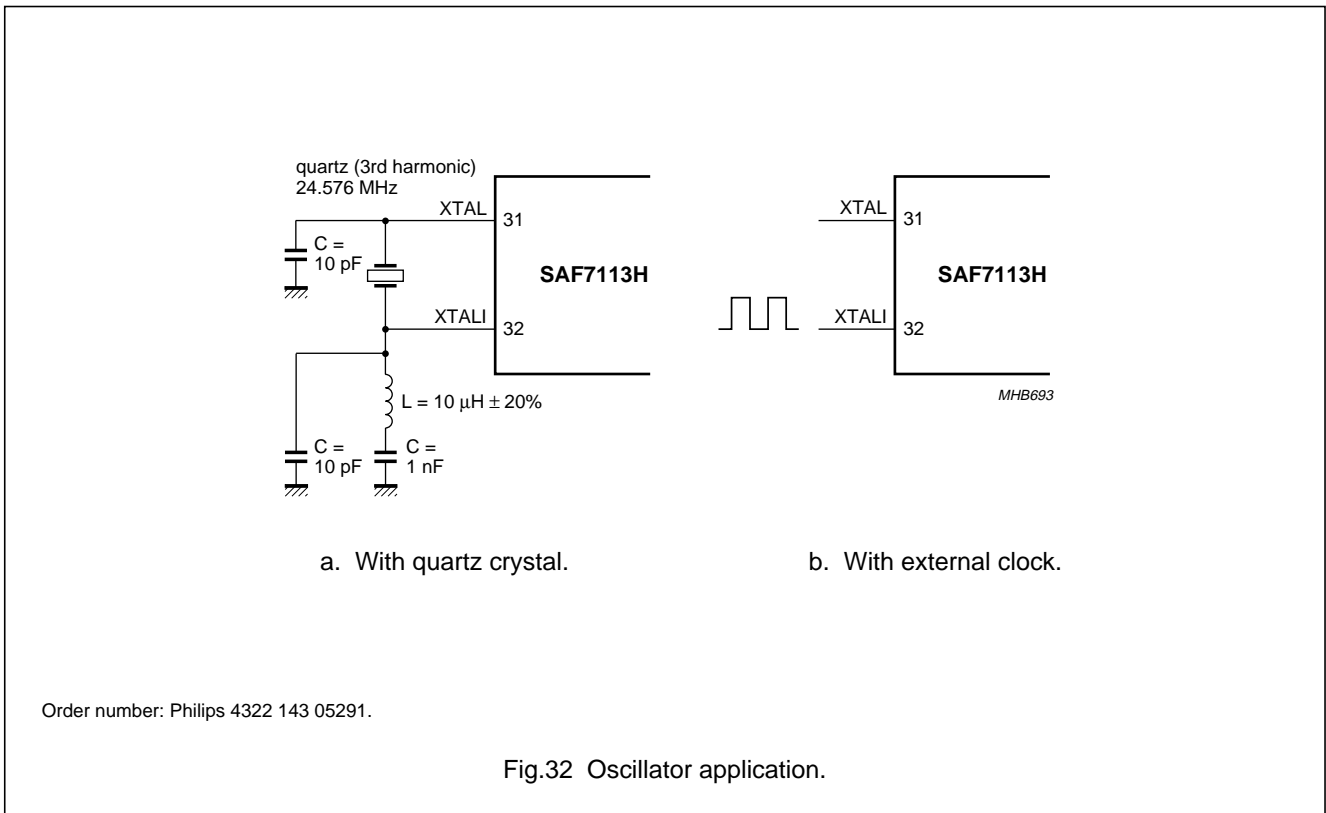 quartz (3rd harmonic)
24.576 MHz
XTAL
31
C =
10 pF
SAF7113H
XTALI
32
L = 10 μH ± 20%
C =
10 pF
C =
1 nF
XTAL
31
SAF7113H
XTALI
32
MHB693
a. With quartz crystal.
b. With external clock.
Order number: Philips 4322 143 05291.
Fig.32 Oscillator application.